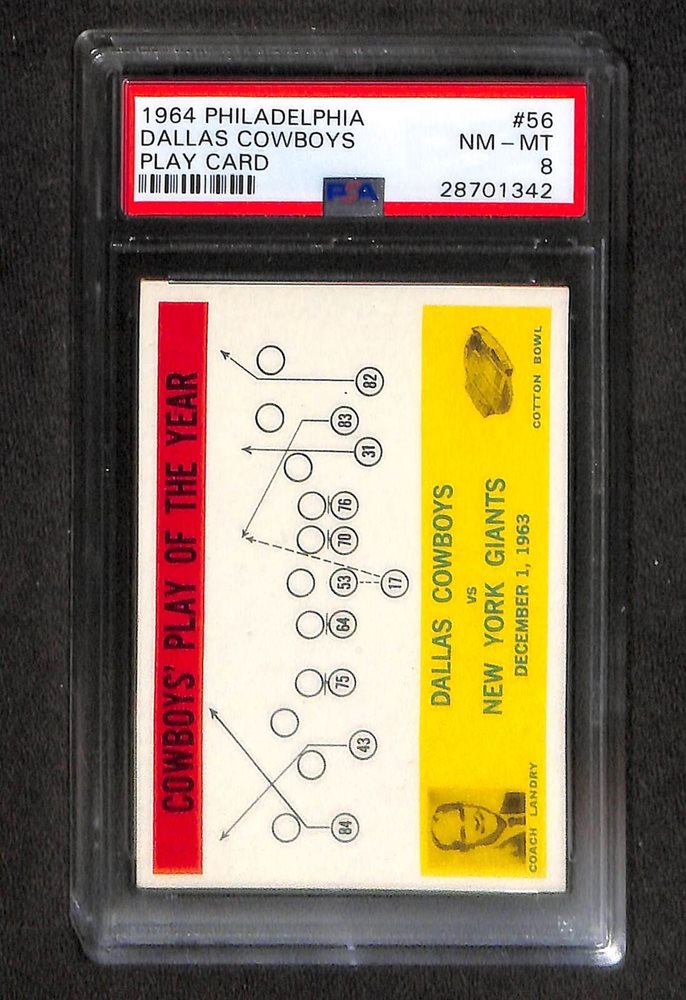 1964 PHILADELPHIA #56
DALLAS COWBOYS NM – MT
PLAY CARD 8
PSA 28701342
COWBOYS' PLAY OF THE YEAR
82
83
31
76
70
53
17
64
75
43
84
DALLAS COWBOYS
vs
NEW YORK GIANTS
DECEMBER 1, 1963
COACH LANDRY
COTTON BOWL